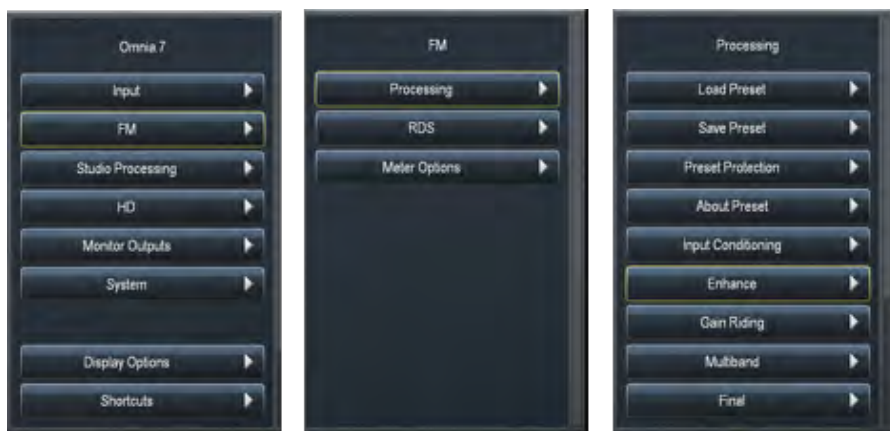 Omnia 7
Input
FM
Studio Processing
HD
Monitor Outputs
System
Display Options
Shortcuts
FM
Processing
RDS
Meter Options
Processing
Load Preset
Save Preset
Preset Protection
About Preset
Input Conditioning
Enhance
Gain Riding
Multiband
Final